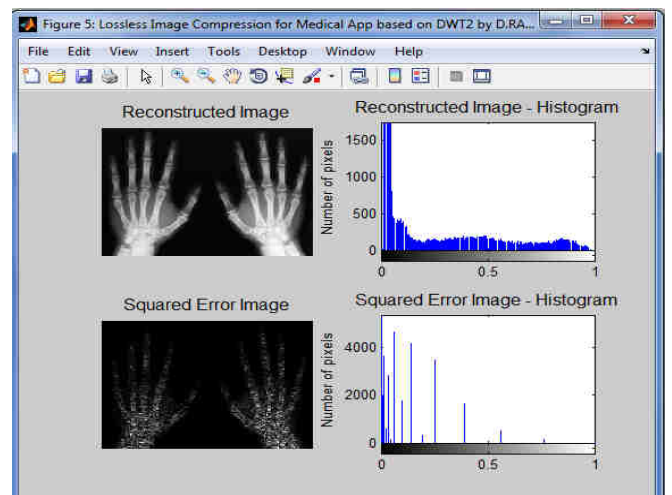 Figure 5: Lossless Image Compression for Medical App based on DWT2 by D.RA...
File Edit View Insert Tools Desktop Window Help
Reconstructed Image
Reconstructed Image - Histogram
Number of pixels
1500
1000
500
0
0 0.5 1
Squared Error Image
Squared Error Image - Histogram
Number of pixels
4000
2000
0
0 0.5 1